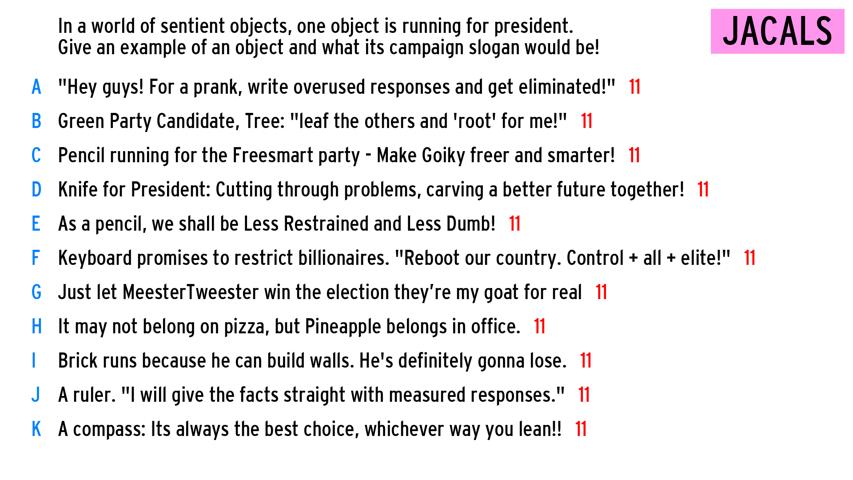 In a world of sentient objects, one object is running for president.
Give an example of an object and what its campaign slogan would be!
JACALS
A "Hey guys! For a prank, write overused responses and get eliminated!" 11
B Green Party Candidate, Tree: "leaf the others and 'root' for me!" 11
C Pencil running for the Freesmart party - Make Goiky freer and smarter! 11
D Knife for President: Cutting through problems, carving a better future together! 11
E As a pencil, we shall be Less Restrained and Less Dumb! 11
F Keyboard promises to restrict billionaires. "Reboot our country. Control + all + elite!" 11
G Just let MeesterTweester win the election they're my goat for real 11
H It may not belong on pizza, but Pineapple belongs in office. 11
I Brick runs because he can build walls. He's definitely gonna lose. 11
J A ruler. "I will give the facts straight with measured responses." 11
K A compass: Its always the best choice, whichever way you lean!! 11